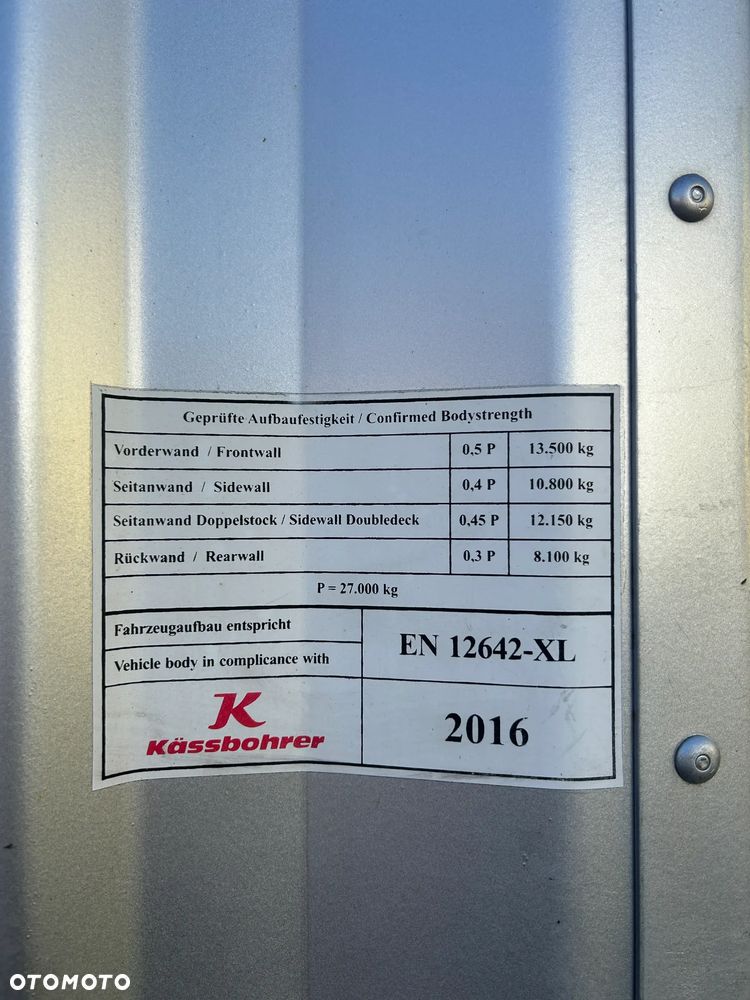 Geprüfte Aufbaufestigkeit / Confirmed Bodystrength
Vorderwand / Frontwall 0,5 P 13.500 kg
Seitanwand / Sidewall 0,4 P 10.800 kg
Seitanwand Doppelstock / Sidewall Doubledeck 0,45 P 12.150 kg
Rückwand / Rearwall 0,3 P 8.100 kg
P = 27.000 kg
Fahrzeugaufbau entspricht
Vehicle body in complicance with
EN 12642-XL
K
Kässbohrer
2016
OTOMOTO